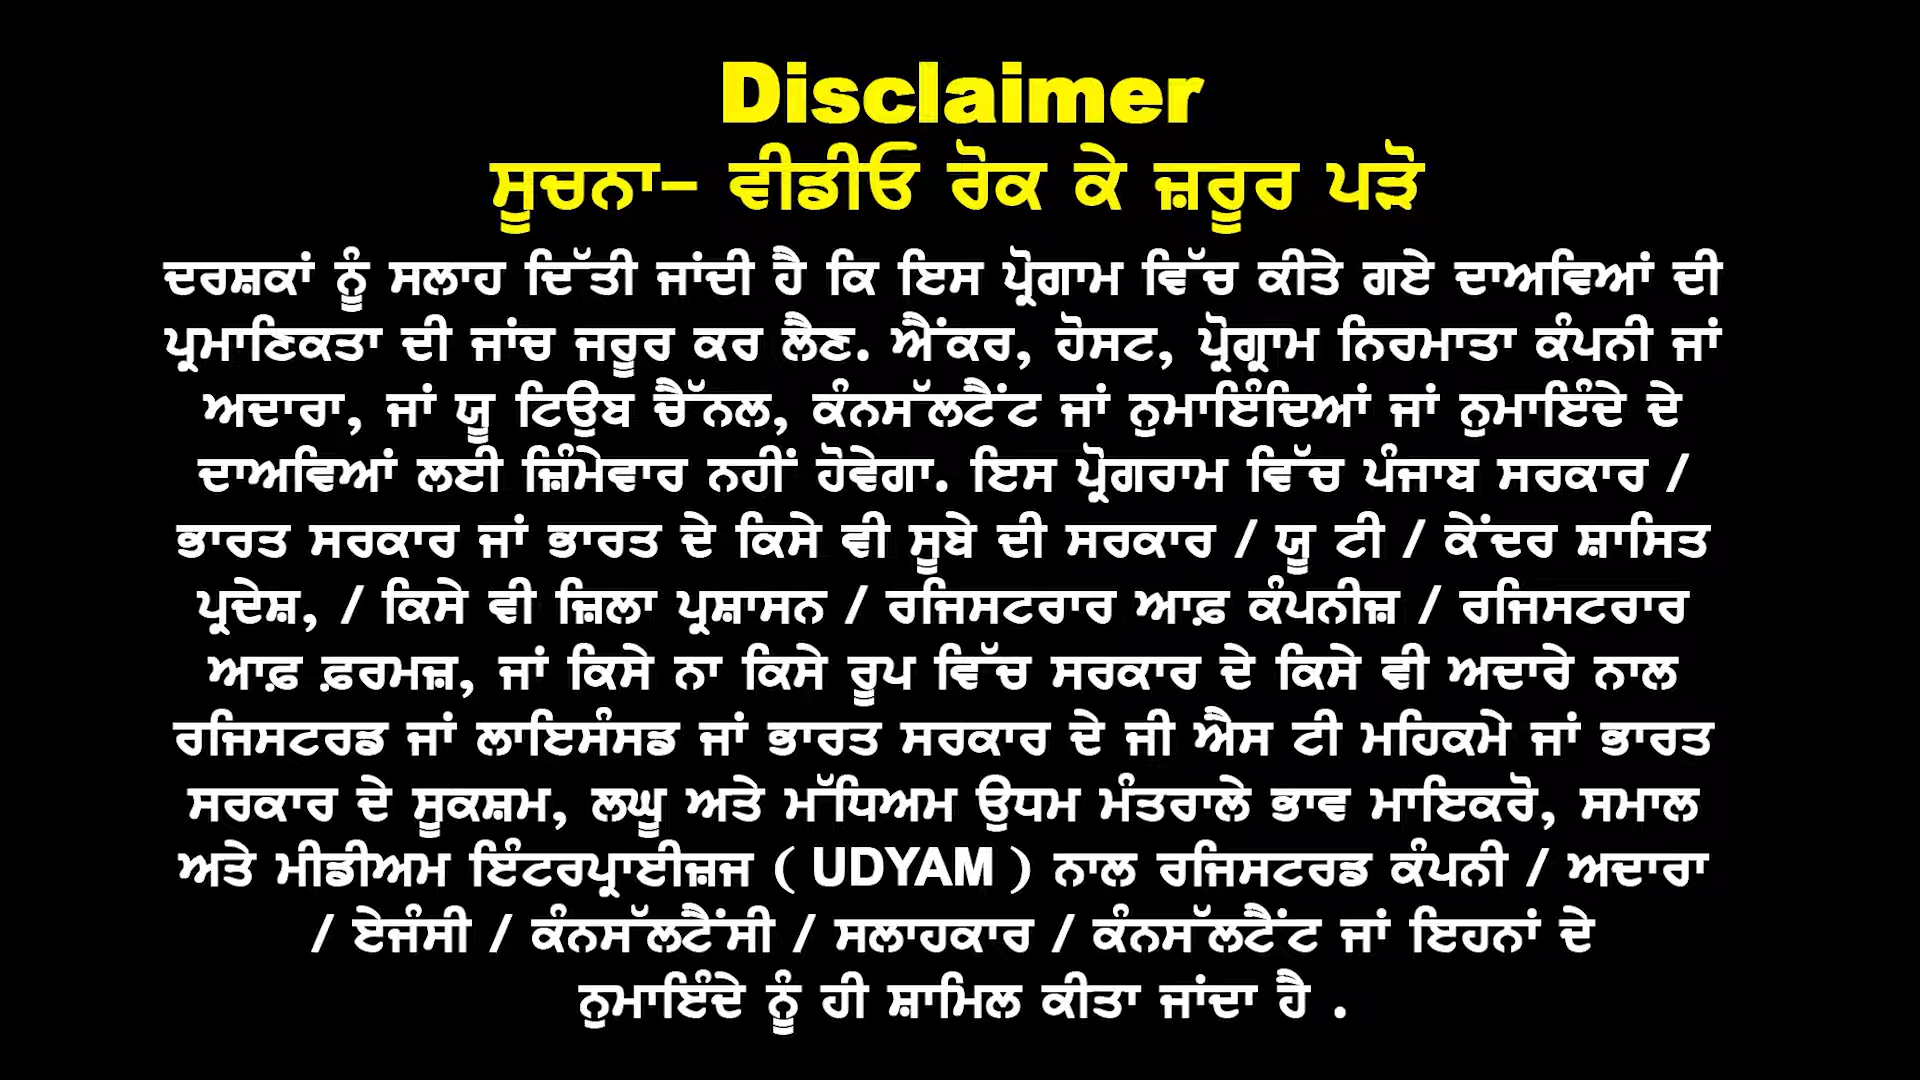 Disclaimer
ਸੂਚਨਾ- ਵੀਡੀਓ ਰੋਕ ਕੇ ਜ਼ਰੂਰ ਪੜੋ
ਦਰਸ਼ਕਾਂ ਨੂੰ ਸਲਾਹ ਦਿੱਤੀ ਜਾਂਦੀ ਹੈ ਕਿ ਇਸ ਪ੍ਰੋਗਾਮ ਵਿੱਚ ਕੀਤੇ ਗਏ ਦਾਅਵਿਆਂ ਦੀ
ਪ੍ਰਮਾਣਿਕਤਾ ਦੀ ਜਾਂਚ ਜਰੂਰ ਕਰ ਲੈਣ. ਐਂਕਰ, ਹੋਸਟ, ਪ੍ਰੋਗ੍ਰਾਮ ਨਿਰਮਾਤਾ ਕੰਪਨੀ ਜਾਂ
ਅਦਾਰਾ, ਜਾਂ ਯੂ ਟਿਊਬ ਚੈੱਨਲ, ਕੰਨਸੱਲਟੈਂਟ ਜਾਂ ਨੁਮਾਇੰਦਿਆਂ ਜਾਂ ਨੁਮਾਇੰਦੇ ਦੇ
ਦਾਅਵਿਆਂ ਲਈ ਜ਼ਿੰਮੇਵਾਰ ਨਹੀਂ ਹੋਵੇਗਾ. ਇਸ ਪ੍ਰੋਗਰਾਮ ਵਿੱਚ ਪੰਜਾਬ ਸਰਕਾਰ /
ਭਾਰਤ ਸਰਕਾਰ ਜਾਂ ਭਾਰਤ ਦੇ ਕਿਸੇ ਵੀ ਸੂਬੇ ਦੀ ਸਰਕਾਰ / ਯੂ ਟੀ / ਕੇਂਦਰ ਸ਼ਾਸਿਤ
ਪ੍ਰਦੇਸ਼, / ਕਿਸੇ ਵੀ ਜ਼ਿਲਾ ਪ੍ਰਸ਼ਾਸਨ / ਰਜਿਸਟਰਾਰ ਆਫ਼ ਕੰਪਨੀਜ਼ / ਰਜਿਸਟਰਾਰ
ਆਫ਼ ਫ਼ਰਮਜ਼, ਜਾਂ ਕਿਸੇ ਨਾ ਕਿਸੇ ਰੂਪ ਵਿੱਚ ਸਰਕਾਰ ਦੇ ਕਿਸੇ ਵੀ ਅਦਾਰੇ ਨਾਲ
ਰਜਿਸਟਰਡ ਜਾਂ ਲਾਇਸੰਸਡ ਜਾਂ ਭਾਰਤ ਸਰਕਾਰ ਦੇ ਜੀ ਐਸ ਟੀ ਮਹਿਕਮੇ ਜਾਂ ਭਾਰਤ
ਸਰਕਾਰ ਦੇ ਸੂਕਸ਼ਮ, ਲਘੂ ਅਤੇ ਮੱਧਿਅਮ ਉਧਮ ਮੰਤਰਾਲੇ ਭਾਵ ਮਾਇਕਰੋ, ਸਮਾਲ
ਅਤੇ ਮੀਡੀਅਮ ਇੰਟਰਪ੍ਰਾਈਜ਼ਜ ( UDYAM ) ਨਾਲ ਰਜਿਸਟਰਡ ਕੰਪਨੀ / ਅਦਾਰਾ
/ ਏਜੰਸੀ / ਕੰਨਸੱਲਟੈਂਸੀ / ਸਲਾਹਕਾਰ / ਕੰਨਸੱਲਟੈਂਟ ਜਾਂ ਇਹਨਾਂ ਦੇ
ਨੁਮਾਇੰਦੇ ਨੂੰ ਹੀ ਸ਼ਾਮਿਲ ਕੀਤਾ ਜਾਂਦਾ ਹੈ .